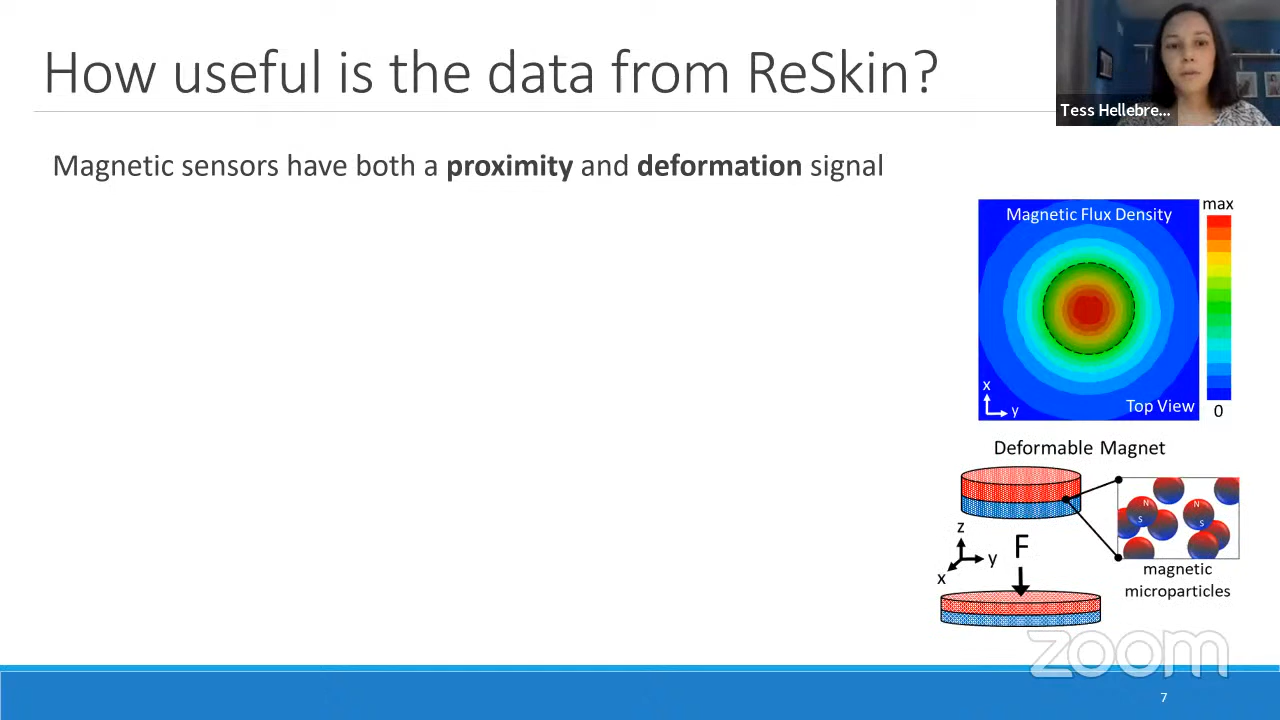 How useful is the data from ReSkin?
Tess Hellebre...
Magnetic sensors have both a proximity and deformation signal
Magnetic Flux Density
max
x
y
Top View
0
Deformable Magnet
N
S
N
S
z
y
x
F
magnetic
microparticles
zoom
7